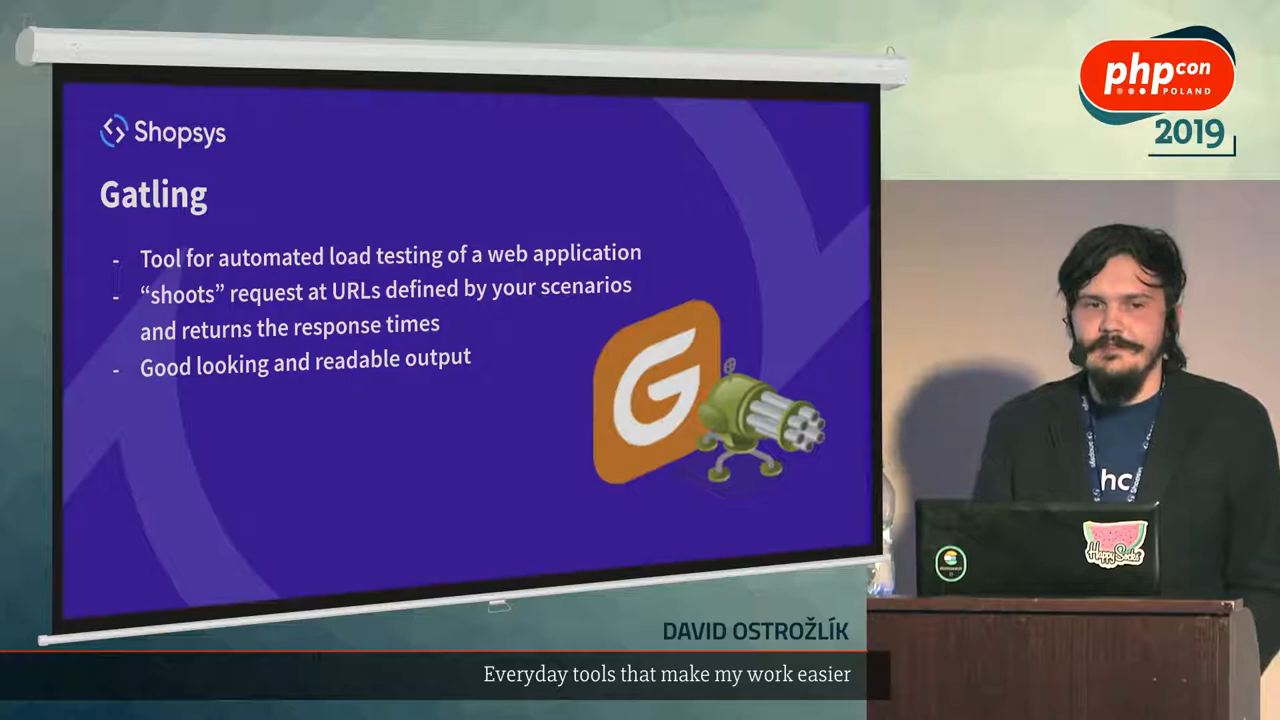 phpcon
POLAND
2019
Shopsys
Gatling
- Tool for automated load testing of a web application
- “shoots” request at URLs defined by your scenarios
and returns the response times
- Good looking and readable output
G
hc
Happy Socks
DAVID OSTROŽLÍK
Everyday tools that make my work easier